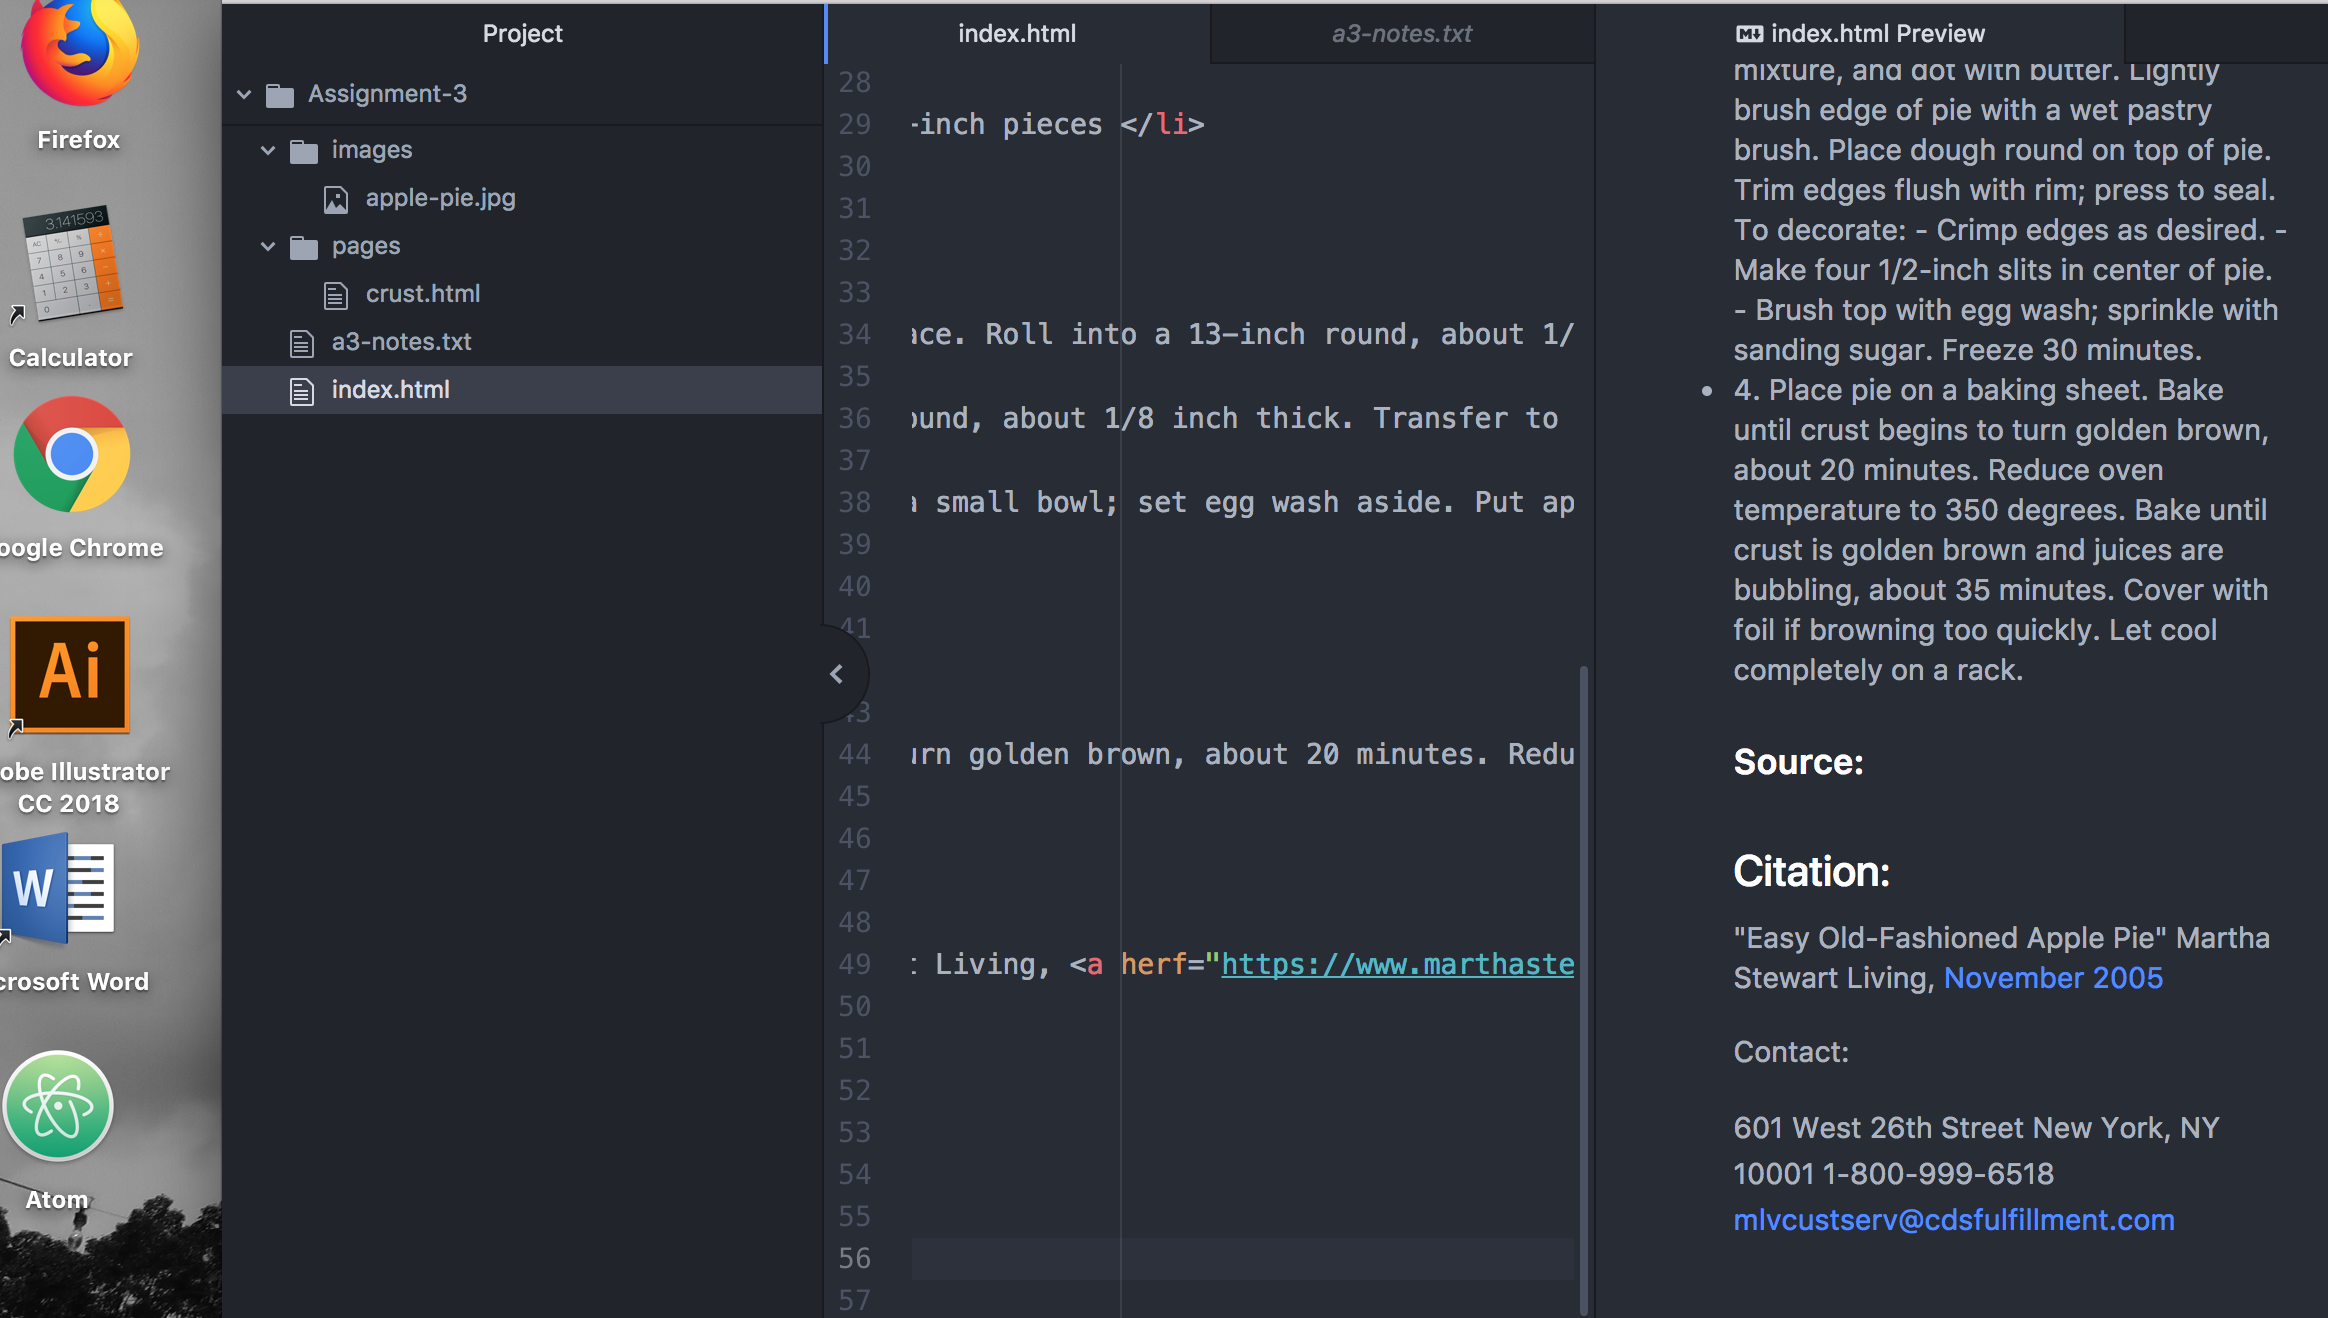 Firefox
3.141593
Calculator
oogle Chrome
Ai
obe Illustrator
CC 2018
W
crosoft Word
Atom
Project
Assignment-3
images
apple-pie.jpg
pages
crust.html
a3-notes.txt
index.html
index.html
a3-notes.txt
28
29 -inch pieces </li>
30
31
32
33
34 ace. Roll into a 13-inch round, about 1/
35
36 ound, about 1/8 inch thick. Transfer to
37
38 a small bowl; set egg wash aside. Put ap
39
40
41
43
44 urn golden brown, about 20 minutes. Redu
45
46
47
48
49 : Living, <a herf="https://www.marthaste
50
51
52
53
54
55
56
57
index.html Preview
mixture, and dot with butter. Lightly
brush edge of pie with a wet pastry
brush. Place dough round on top of pie.
Trim edges flush with rim; press to seal.
To decorate: - Crimp edges as desired. -
Make four 1/2-inch slits in center of pie.
- Brush top with egg wash; sprinkle with
sanding sugar. Freeze 30 minutes.
• 4. Place pie on a baking sheet. Bake
until crust begins to turn golden brown,
about 20 minutes. Reduce oven
temperature to 350 degrees. Bake until
crust is golden brown and juices are
bubbling, about 35 minutes. Cover with
foil if browning too quickly. Let cool
completely on a rack.
Source:
Citation:
"Easy Old-Fashioned Apple Pie" Martha
Stewart Living, November 2005
Contact:
601 West 26th Street New York, NY
10001 1-800-999-6518
mlvcustserv@cdsfulfillment.com